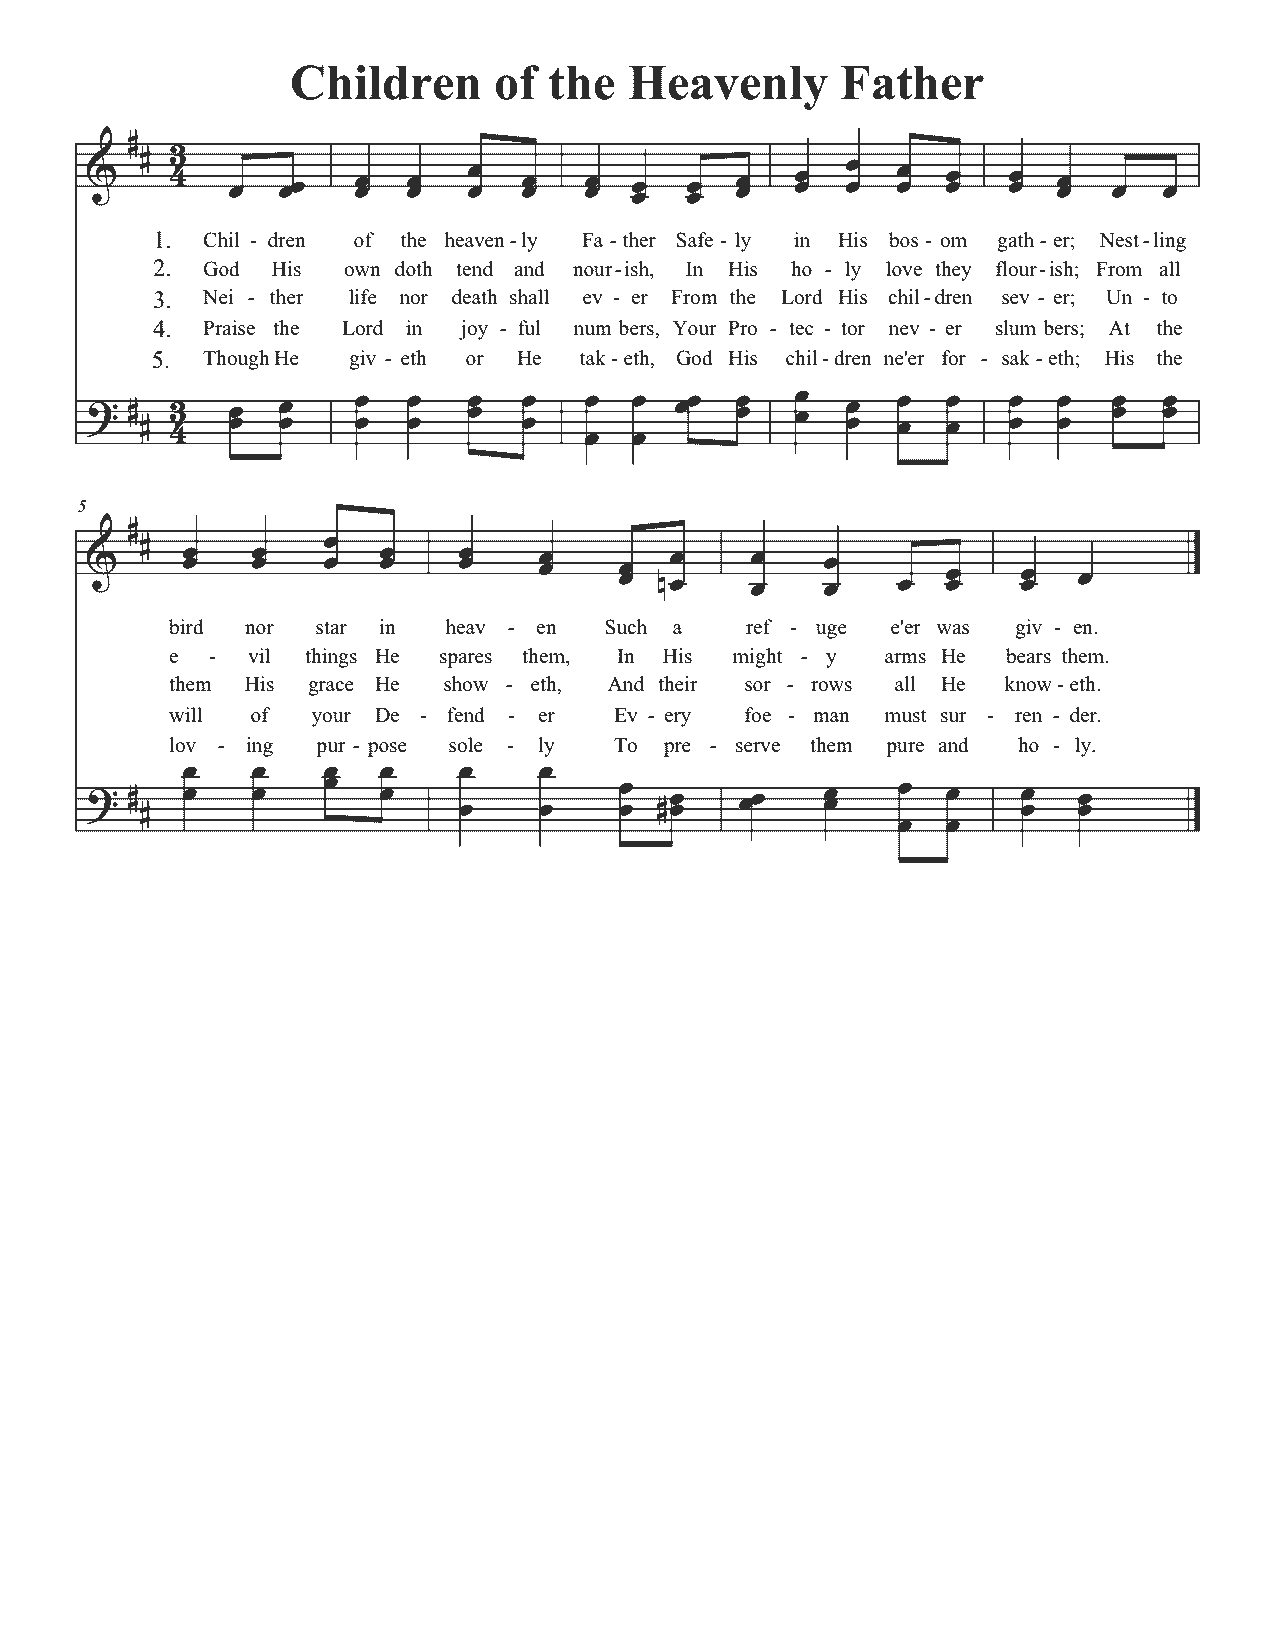 Children of the Heavenly Father
3
4
1. Chil - dren of the heaven - ly Fa - ther Safe - ly in His bos - om gath - er; Nest - ling
2. God His own doth tend and nour - ish, In His ho - ly love they flour - ish; From all
3. Nei - ther life nor death shall ev - er From the Lord His chil - dren sev - er; Un - to
4. Praise the Lord in joy - ful num bers, Your Pro - tec - tor nev - er slum bers; At the
5. Though He giv - eth or He tak - eth, God His chil - dren ne'er for - sak - eth; His the
3
4
5
bird nor star in heav - en Such a ref - uge e'er was giv - en.
e - vil things He spares them, In His might - y arms He bears them.
them His grace He show - eth, And their sor - rows all He know - eth.
will of your De - fend - er Ev - ery foe - man must sur - ren - der.
lov - ing pur - pose sole - ly To pre - serve them pure and ho - ly.